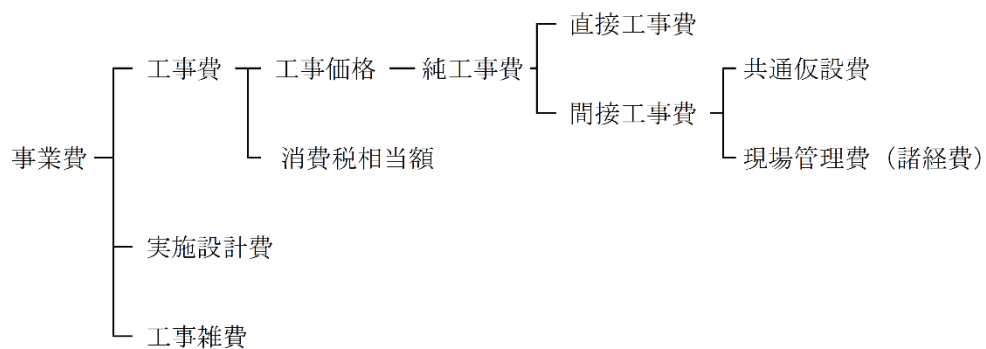 直接工事費
工事費
工事価格
純工事費
共通仮設費
間接工事費
事業費
消費税相当額
現場管理費（諸経費）
実施設計費
工事雑費